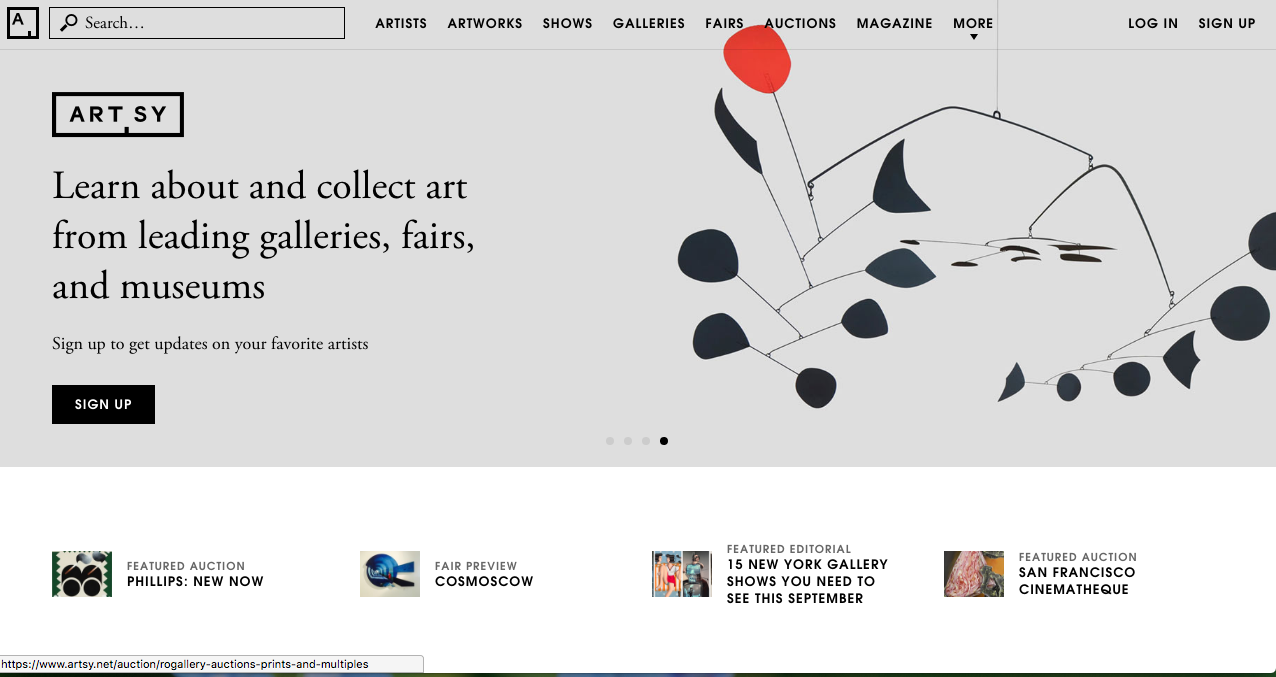 A
Search…
ARTISTS ARTWORKS SHOWS GALLERIES FAIRS AUCTIONS MAGAZINE MORE
LOG IN SIGN UP
ARTSY
Learn about and collect art
from leading galleries, fairs,
and museums
Sign up to get updates on your favorite artists
SIGN UP
FEATURED AUCTION
PHILLIPS: NEW NOW
FAIR PREVIEW
COSMOSCOW
FEATURED EDITORIAL
15 NEW YORK GALLERY
SHOWS YOU NEED TO
SEE THIS SEPTEMBER
FEATURED AUCTION
SAN FRANCISCO
CINEMATHEQUE
https://www.artsy.net/auction/rogallery-auctions-prints-and-multiples